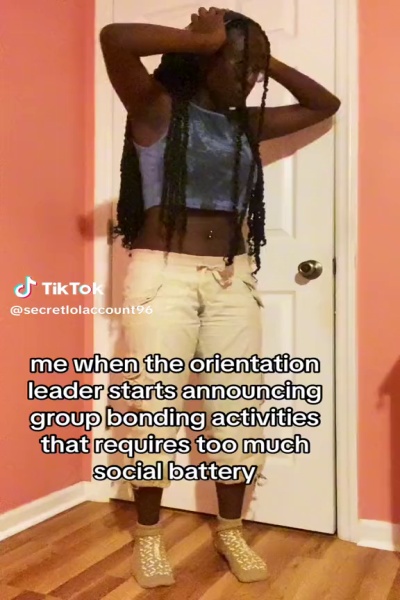 TikTok
@secretlolaccount96
me when the orientation
leader starts announcing
group bonding activities
that requires too much
social battery